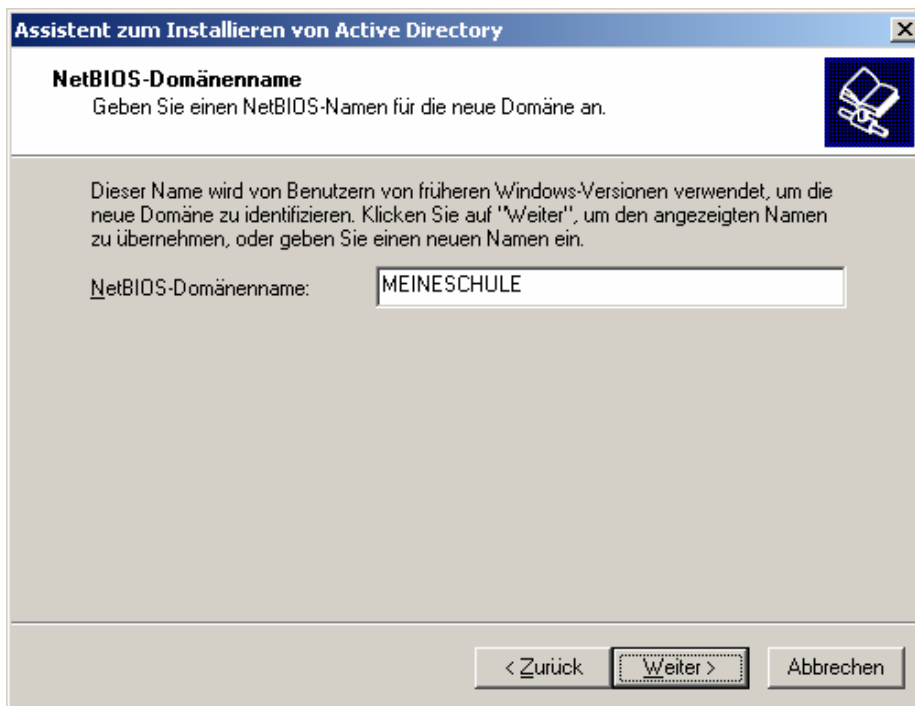 Assistent zum Installieren von Active Directory
NetBIOS-Domänenname
Geben Sie einen NetBIOS-Namen für die neue Domäne an.
Dieser Name wird von Benutzern von früheren Windows-Versionen verwendet, um die
neue Domäne zu identifizieren. Klicken Sie auf "Weiter", um den angezeigten Namen
zu übernehmen, oder geben Sie einen neuen Namen ein.
NetBIOS-Domänenname: MEINESCHULE
< Zurück Weiter > Abbrechen